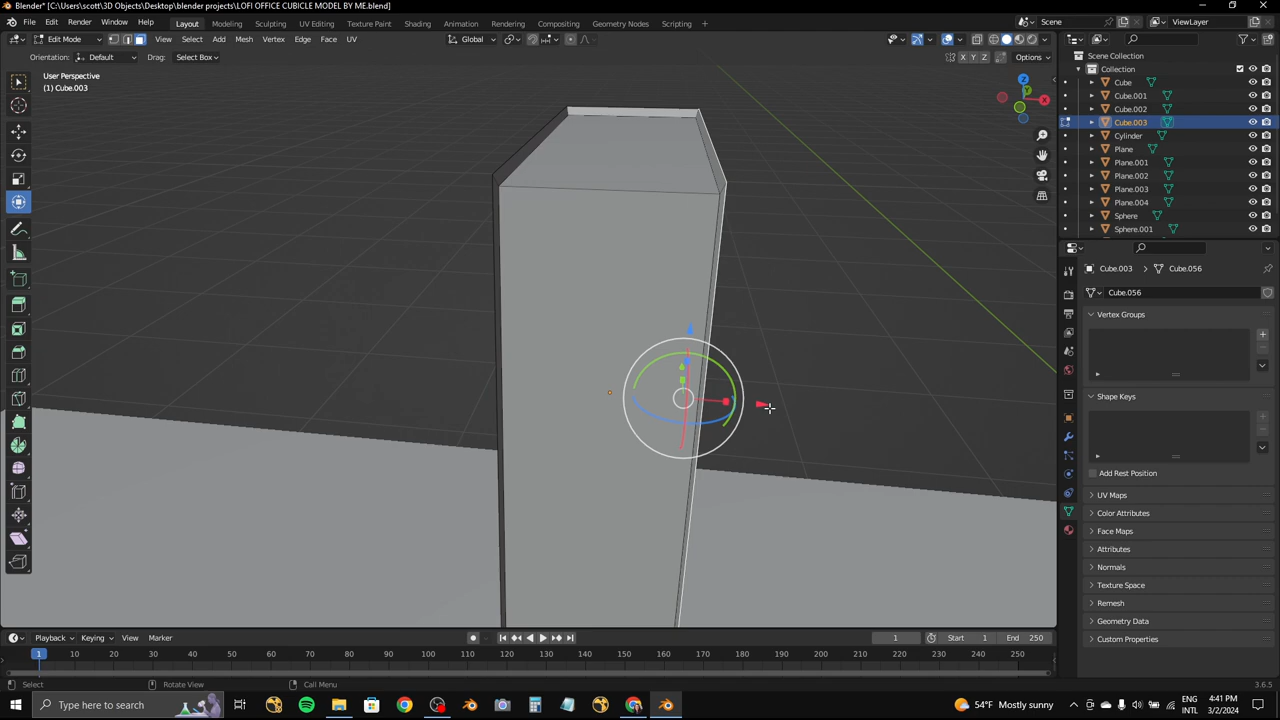 Blender* [C:\Users\scott\3D Objects\Desktop\blender projects\LOFI OFFICE CUBICLE MODEL BY ME.blend]
File Edit Render Window Help Layout Modeling Sculpting UV Editing Texture Paint Shading Animation Rendering Compositing Geometry Nodes Scripting Scene ViewLayer
Edit Mode View Select Add Mesh Vertex Edge Face UV Global
Orientation: Default Drag: Select Box X Y Z Options
User Perspective
(1) Cube.003
Z
Y
X
Scene Collection
Collection
Cube
Cube.001
Cube.002
Cube.003
Cylinder
Plane
Plane.001
Plane.002
Plane.003
Plane.004
Sphere
Sphere.001
Cube.003 Cube.056
Cube.056
Vertex Groups
Shape Keys
Add Rest Position
UV Maps
Color Attributes
Face Maps
Attributes
Normals
Texture Space
Remesh
Geometry Data
Custom Properties
Playback Keying View Marker 1 Start 1 End 250
1 10 20 30 40 50 60 70 80 90 100 110 120 130 140 150 160 170 180 190 200 210 220 230 240 250
Select Rotate View Call Menu 3.6.5
Type here to search 54°F Mostly sunny ENG INTL 4:41 PM 3/2/2024